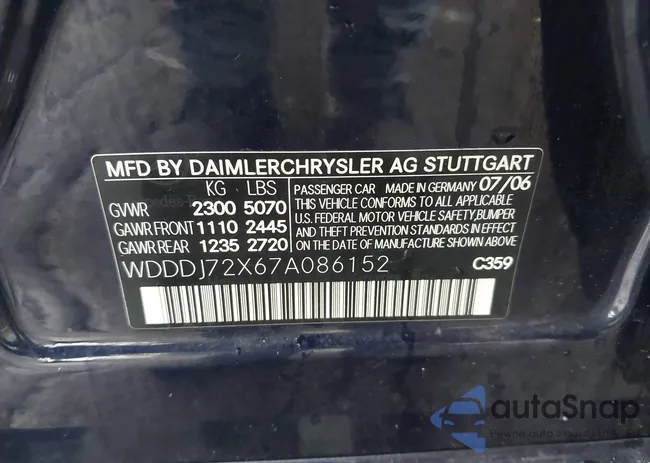 MFD BY DAIMLERCHRYSLER AG STUTTGART
KG LBS
GVWR 2300 5070
GAWR FRONT 1110 2445
GAWR REAR 1235 2720
PASSENGER CAR MADE IN GERMANY 07/06
THIS VEHICLE CONFORMS TO ALL APPLICABLE
U.S. FEDERAL MOTOR VEHICLE SAFETY,BUMPER
AND THEFT PREVENTION STANDARDS IN
EFFECT ON THE DATE OF MANUFACTURE
SHOWN ABOVE.
WDDDJ72X67A086152
C359
autoSnap
Pewne auta z